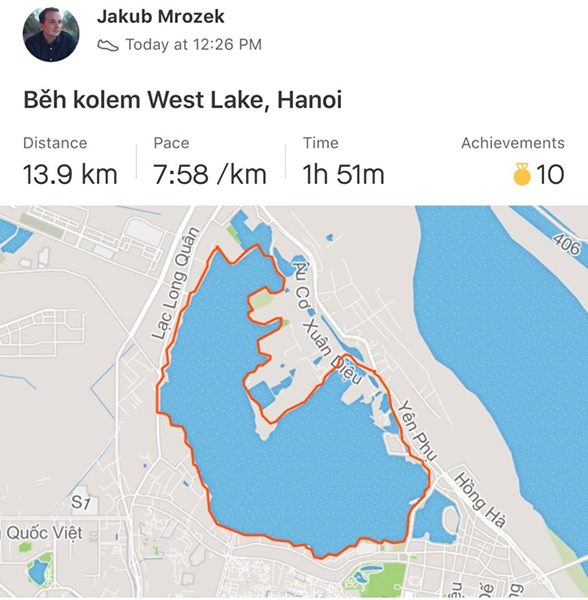 Jakub Mrozek
Today at 12:26 PM
Běh kolem West Lake, Hanoi
Distance
Pace
Time
Achievements
13.9 km
7:58 /km
1h 51m
10
406
Lạc Long Quân
Âu Cơ
Xuân Diệu
Yên Phụ
Hồng Hà
S1
Quốc Việt